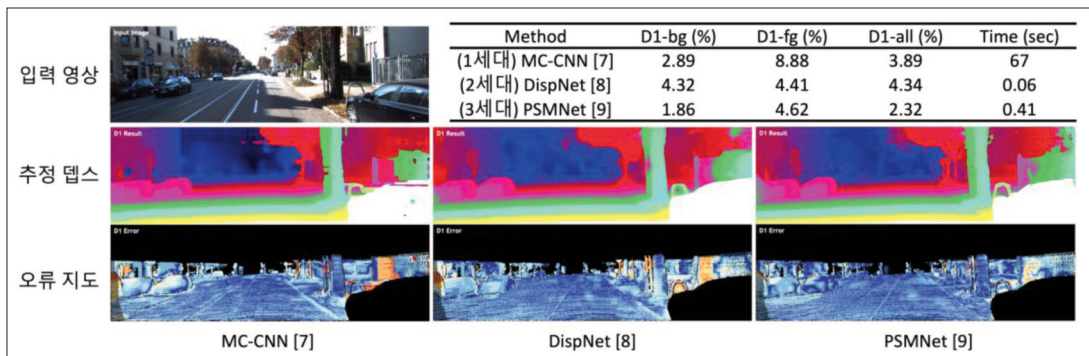 입력 영상
Input Image
Method D1-bg (%) D1-fg (%) D1-all (%) Time (sec)
(1세대) MC-CNN [7] 2.89 8.88 3.89 67
(2세대) DispNet [8] 4.32 4.41 4.34 0.06
(3세대) PSMNet [9] 1.86 4.62 2.32 0.41
추정 뎁스
D1 Result D1 Result D1 Result
오류 지도
D1 Error D1 Error D1 Error
MC-CNN [7] DispNet [8] PSMNet [9]